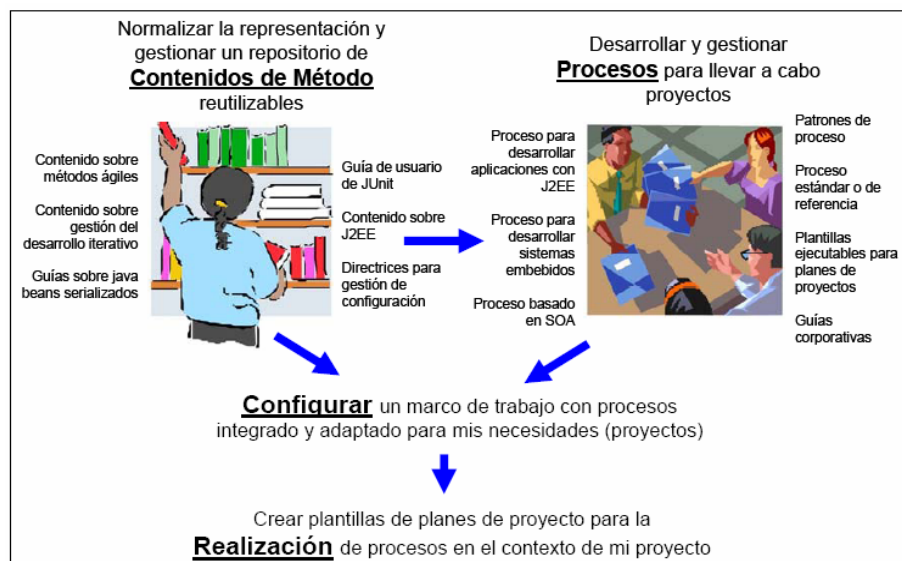 Normalizar la representación y
gestionar un repositorio de
Contenidos de Método
reutilizables
Desarrollar y gestionar
Procesos para llevar a cabo
proyectos
Contenido sobre
métodos ágiles
Contenido sobre
gestión del
desarrollo iterativo
Guías sobre java
beans serializados
Guía de usuario
de JUnit
Contenido sobre
J2EE
Directrices para
gestión de
configuración
Proceso para
desarrollar
aplicaciones con
J2EE
Proceso para
desarrollar
sistemas
embebidos
Proceso basado
en SOA
Patrones de
proceso
Proceso
estándar o de
referencia
Plantillas
ejecutables para
planes de
proyectos
Guías
corporativas
Configurar un marco de trabajo con procesos
integrado y adaptado para mis necesidades (proyectos)
Crear plantillas de planes de proyecto para la
Realización de procesos en el contexto de mi proyecto